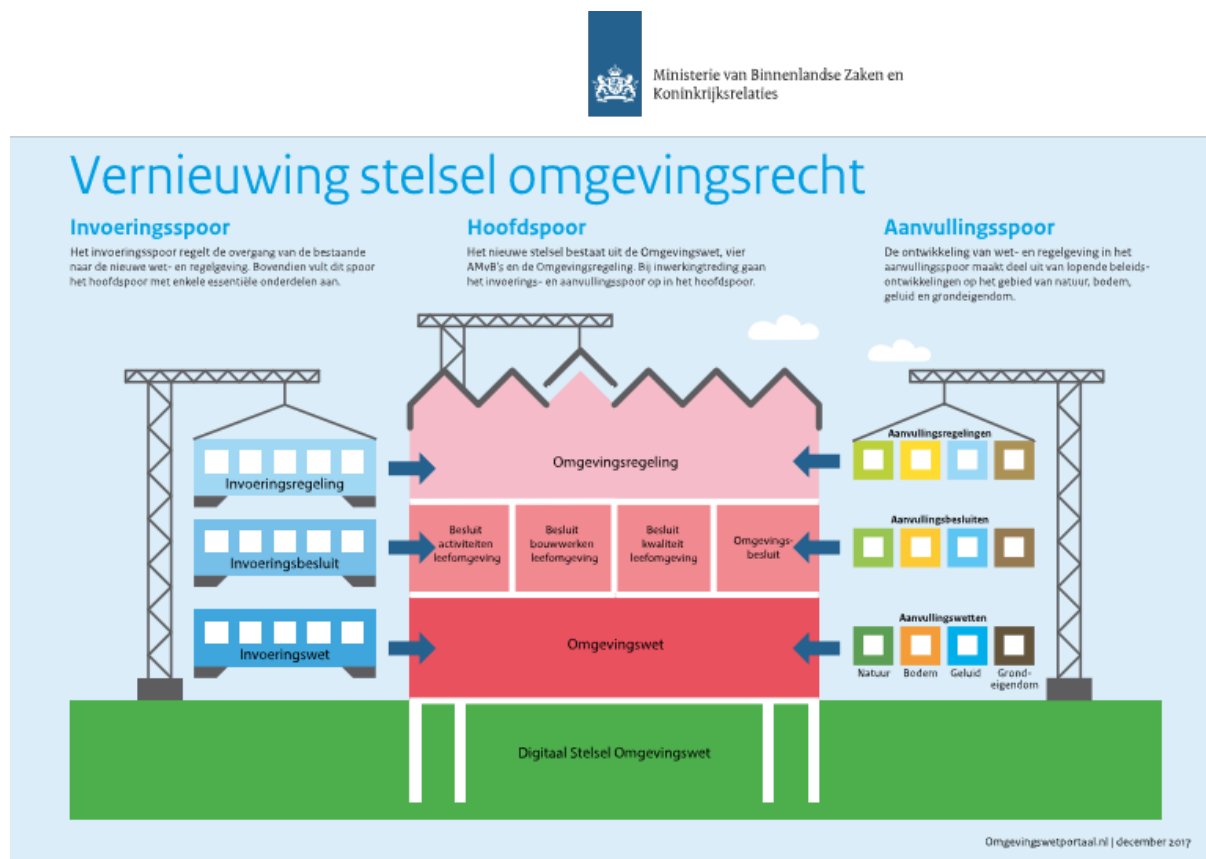 Ministerie van Binnenlandse Zaken en
Koninkrijksrelaties
Vernieuwing stelsel omgevingsrecht
Invoeringsspoor
Het invoeringsspoor regelt de overgang van de bestaande
naar de nieuwe wet- en regelgeving. Bovendien vult dit spoor
het hoofdspoor met enkele essentiële onderdelen aan.
Hoofdspoor
Het nieuwe stelsel bestaat uit de Omgevingswet, vier
AMvB's en de Omgevingsregeling. Bij inwerkingtreding gaan
het invoerings- en aanvullingsspoor op in het hoofdspoor.
Aanvullingsspoor
De ontwikkeling van wet- en regelgeving in het
aanvullingsspoor maakt deel uit van lopende beleids-
ontwikkelingen op het gebied van natuur, bodem,
geluid en grondeigendom.
Invoeringsregeling
Invoeringsbesluit
Invoeringswet
Omgevingsregeling
Besluit
activiteiten
leefomgeving
Besluit
bouwwerken
leefomgeving
Besluit
kwaliteit
leefomgeving
Omgevings-
besluit
Omgevingswet
Digitaal Stelsel Omgevingswet
Aanvullingsregelingen
Aanvullingsbesluiten
Aanvullingswetten
Natuur
Bodem
Geluid
Grond-
eigendom
Omgevingswetportaal.nl | december 2017